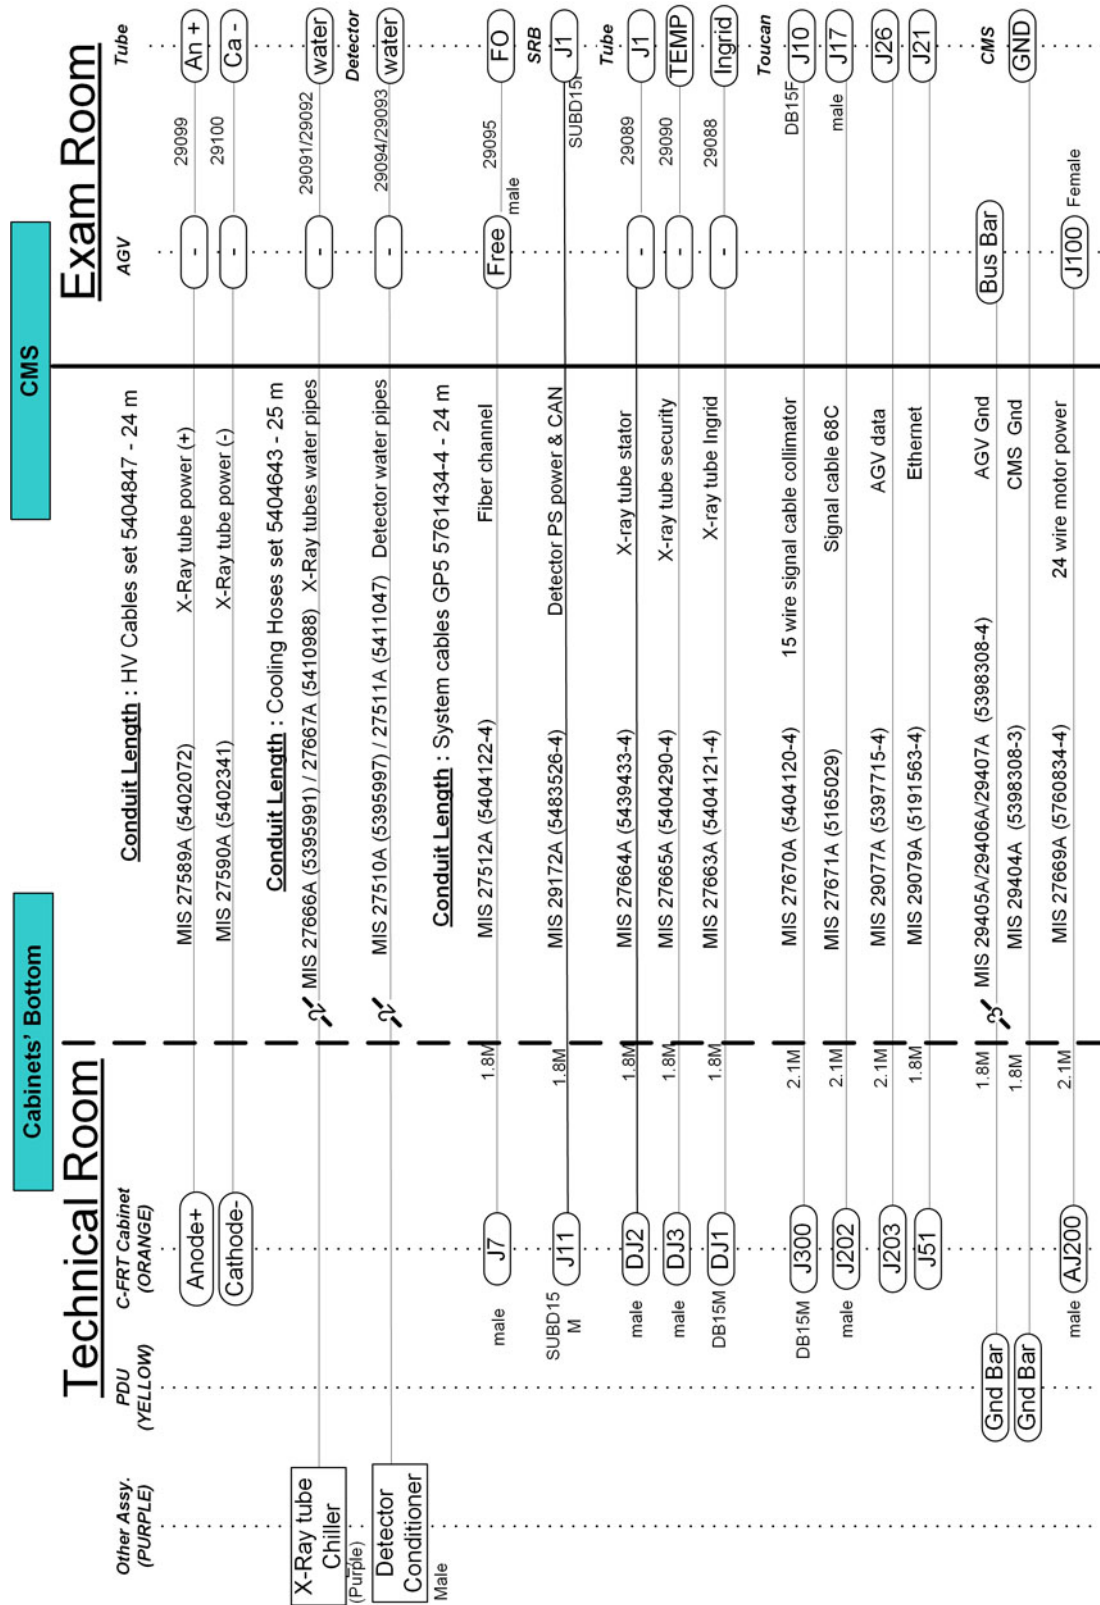 Cabinets' Bottom
CMS
Technical Room
Exam Room
Other Assy.
(PURPLE)
PDU
(YELLOW)
C-FRT Cabinet
(ORANGE)
AGV
Tube
Conduit Length : HV Cables set 5404847 - 24 m
Anode+
MIS 27589A (5402072)
X-Ray tube power (+)
-
29099
An +
Cathode-
MIS 27590A (5402341)
X-Ray tube power (-)
-
29100
Ca -
Conduit Length : Cooling Hoses set 5404643 - 25 m
X-Ray tube
Chiller
(Purple)
2
MIS 27666A (5395991) / 27667A (5410988)
X-Ray tubes water pipes
-
29091/29092
water
Detector
Detector
Conditioner
Male
2
MIS 27510A (5395997) / 27511A (5411047)
Detector water pipes
-
29094/29093
water
Conduit Length : System cables GP5 5761434-4 - 24 m
male
J7
1.8M
MIS 27512A (5404122-4)
Fiber channel
Free
male
29095
FO
SRB
SUBD15
M
J11
1.8M
MIS 29172A (5483526-4)
Detector PS power & CAN
SUBD15F
J1
Tube
male
DJ2
1.8M
MIS 27664A (5439433-4)
X-ray tube stator
-
29089
J1
male
DJ3
1.8M
MIS 27665A (5404290-4)
X-ray tube security
-
29090
TEMP
DB15M
DJ1
1.8M
MIS 27663A (5404121-4)
X-ray tube Ingrid
-
29088
Ingrid
Toucan
DB15M
J300
2.1M
MIS 27670A (5404120-4)
15 wire signal cable collimator
DB15F
J10
male
J202
2.1M
MIS 27671A (5165029)
Signal cable 68C
male
J17
J203
2.1M
MIS 29077A (5397715-4)
AGV data
J26
J51
1.8M
MIS 29079A (5191563-4)
Ethernet
J21
Gnd Bar
1.8M
3
MIS 29405A/29406A/29407A (5398308-4)
AGV Gnd
Bus Bar
CMS
Gnd Bar
1.8M
MIS 29404A (5398308-3)
CMS Gnd
GND
male
AJ200
2.1M
MIS 27669A (5760834-4)
24 wire motor power
J100
Female